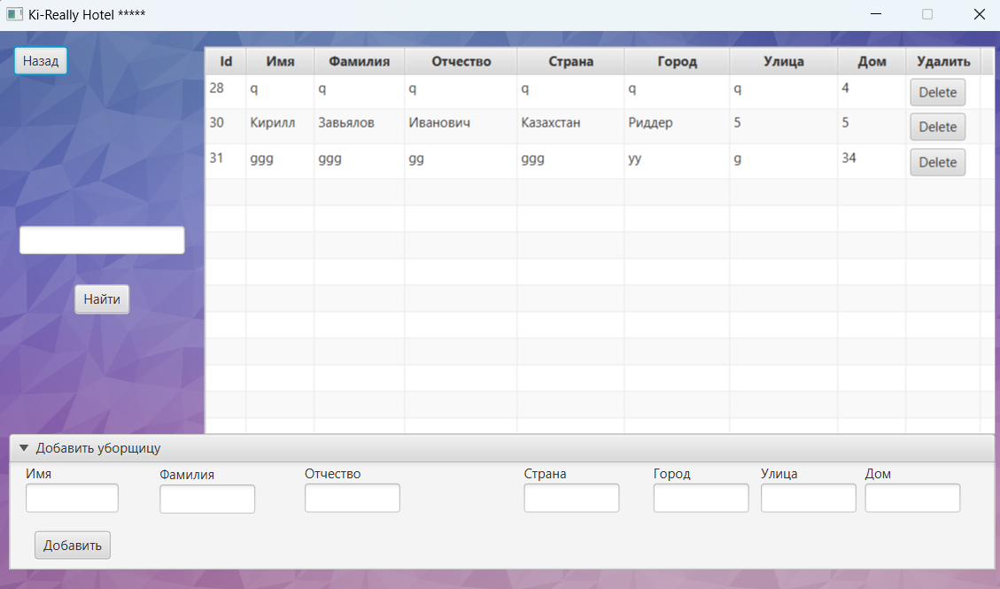 Ki-Really Hotel *****
Назад
Id Имя Фамилия Отчество Страна Город Улица Дом Удалить
28 q q q q q q 4 Delete
30 Кирилл Завьялов Иванович Казахстан Риддер 5 5 Delete
31 ggg ggg gg ggg yy g 34 Delete
Найти
Добавить уборщицу
Имя Фамилия Отчество Страна Город Улица Дом
Добавить